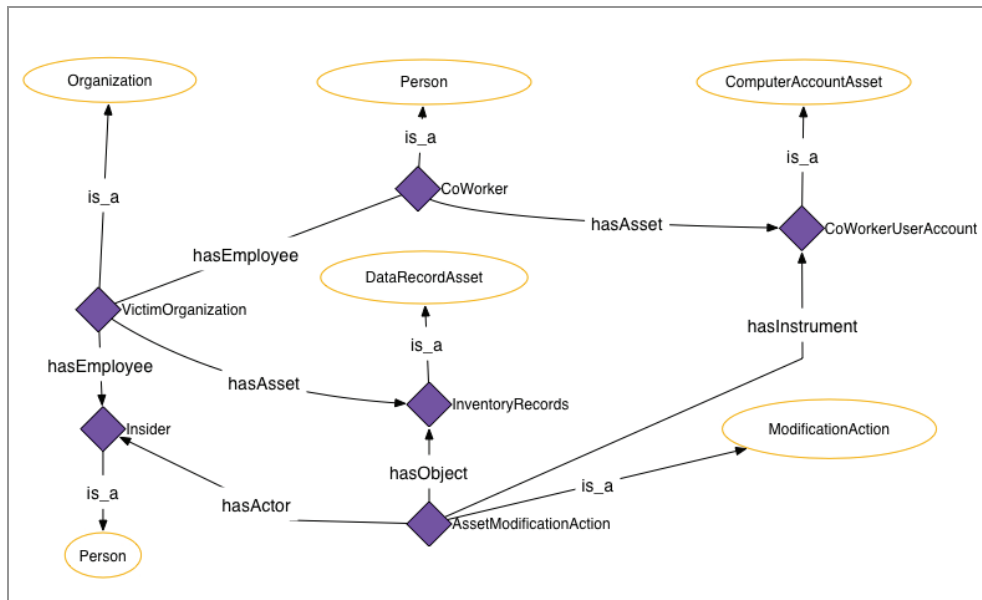 Organization
Person
ComputerAccountAsset
is_a
is_a
is_a
CoWorker
hasAsset
CoWorkerUserAccount
hasEmployee
DataRecordAsset
VictimOrganization
hasInstrument
hasEmployee
is_a
hasAsset
InventoryRecords
Insider
ModificationAction
hasObject
is_a
is_a
hasActor
AssetModificationAction
Person